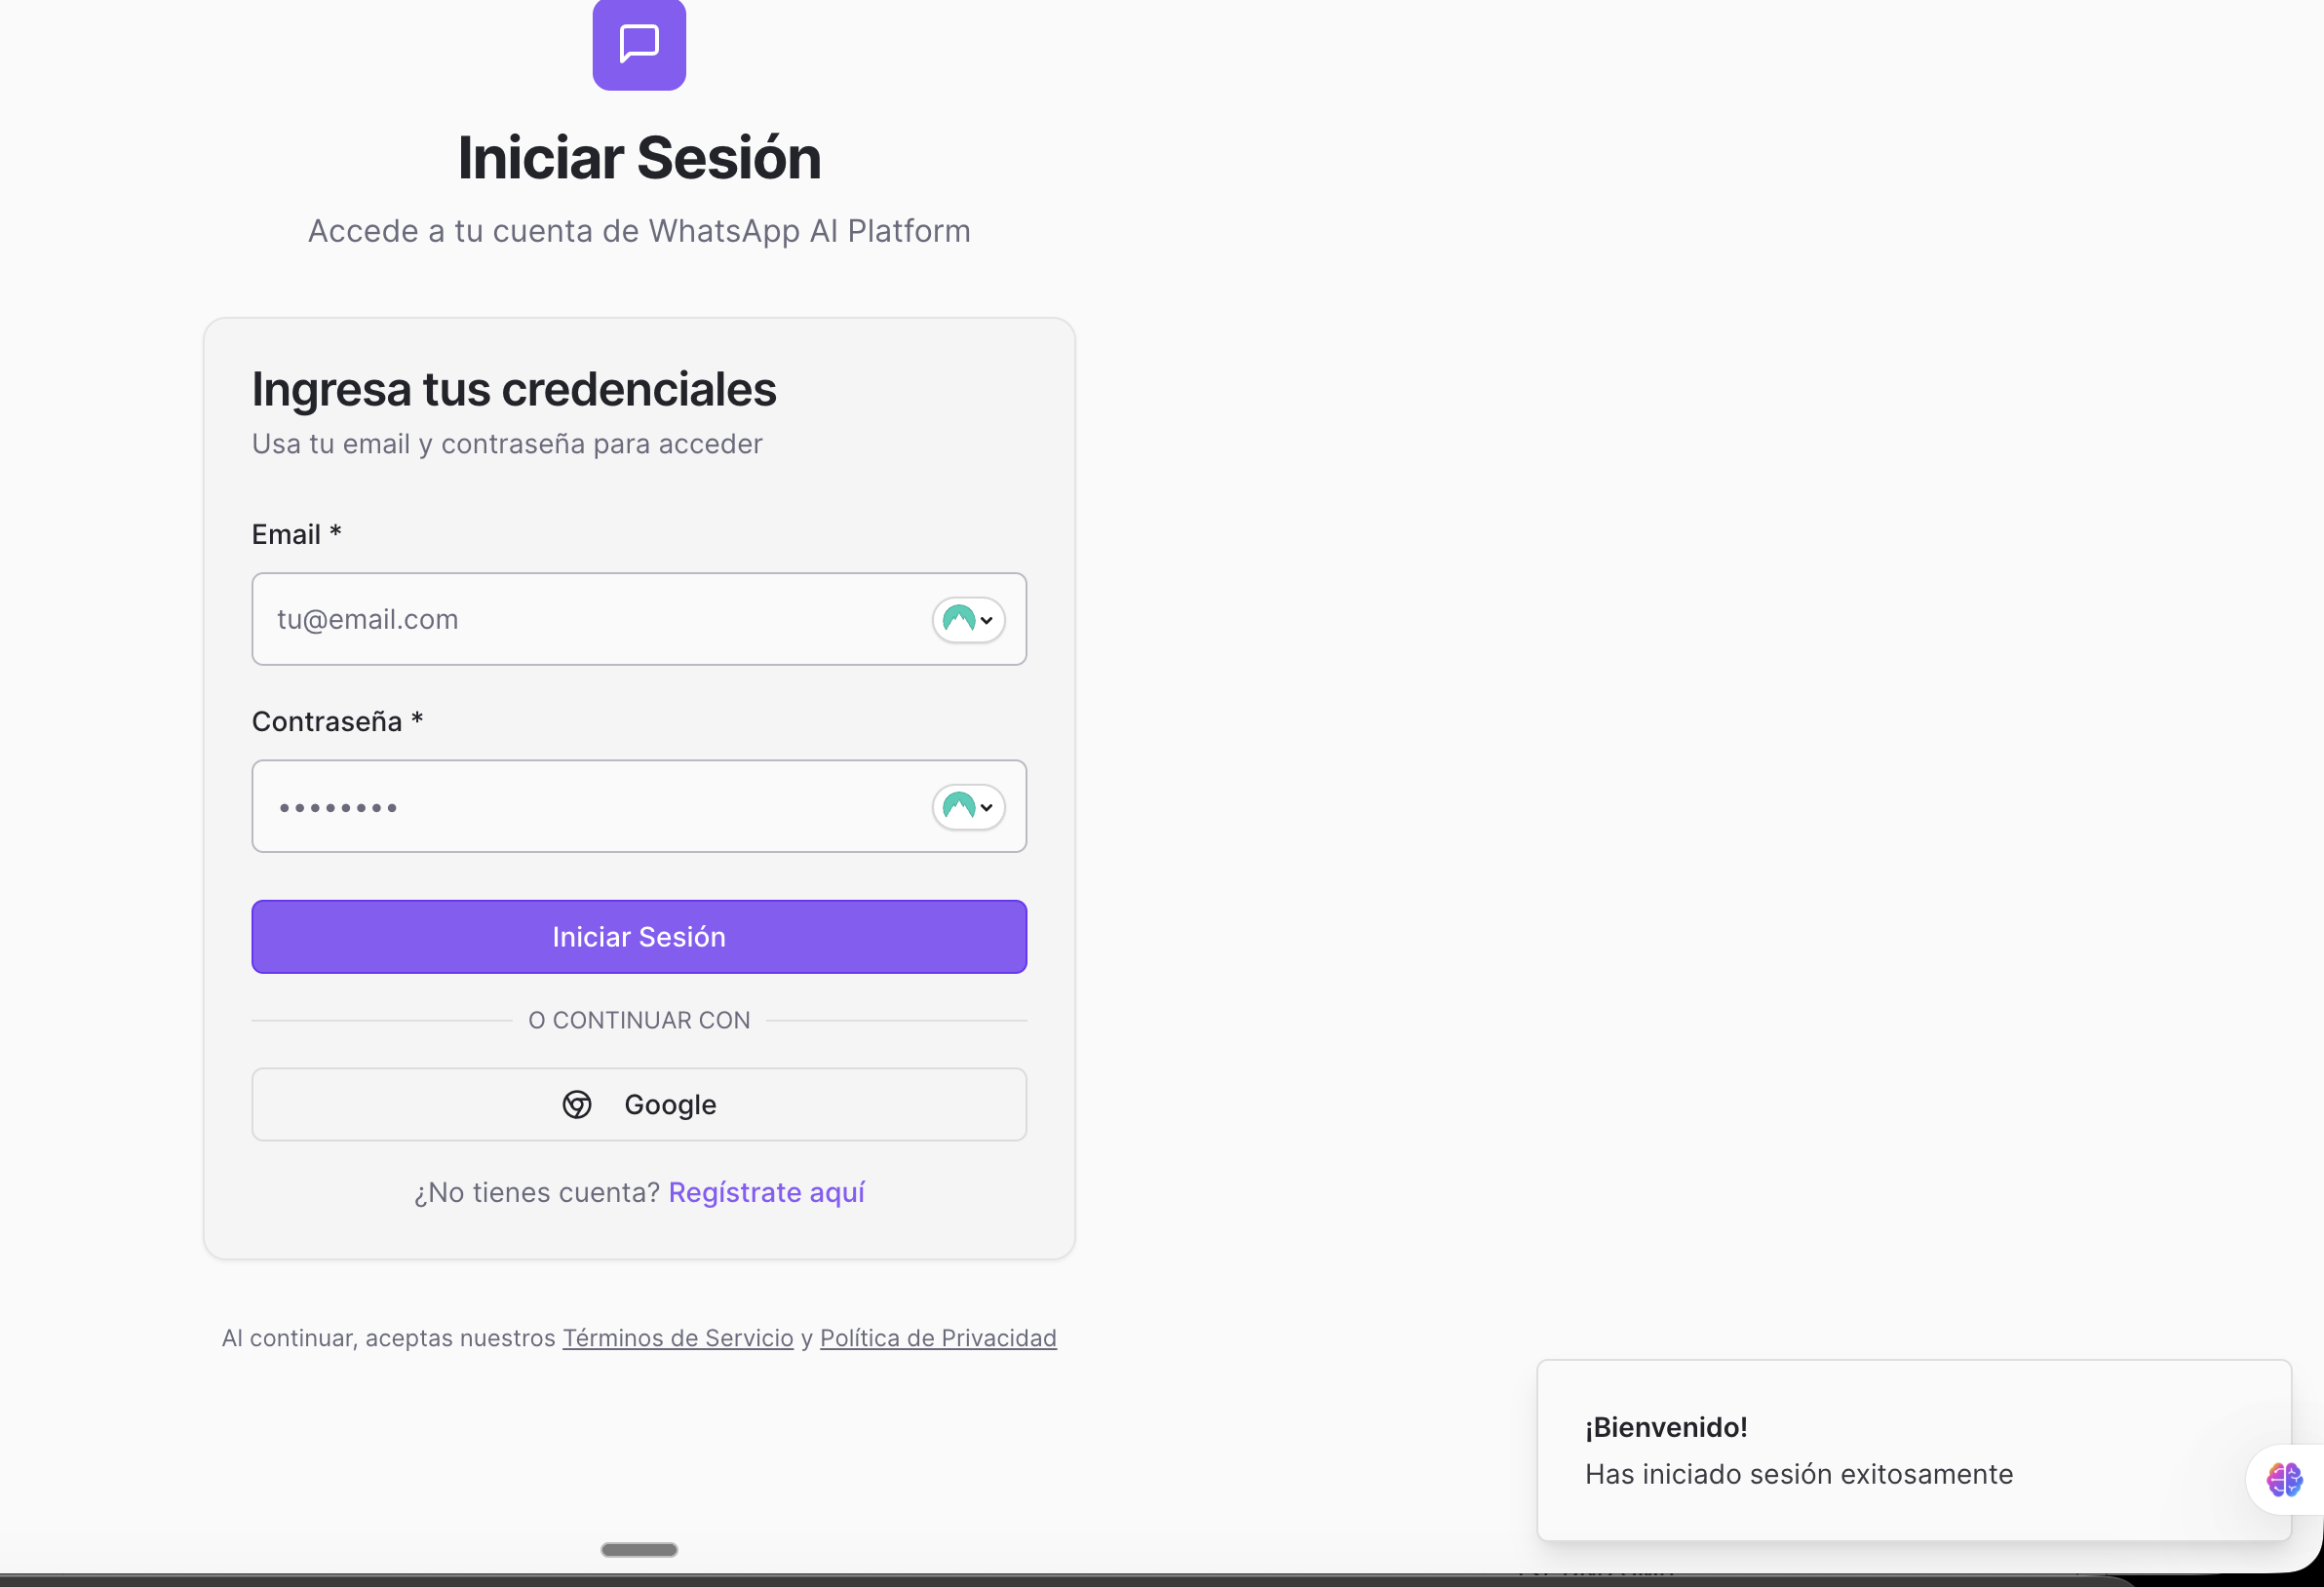 Iniciar Sesión
Accede a tu cuenta de WhatsApp AI Platform
Ingresa tus credenciales
Usa tu email y contraseña para acceder
Email *
tu@email.com
Contraseña *
••••••••
Iniciar Sesión
O CONTINUAR CON
Google
¿No tienes cuenta? Regístrate aquí
Al continuar, aceptas nuestros Términos de Servicio y Política de Privacidad
¡Bienvenido!
Has iniciado sesión exitosamente